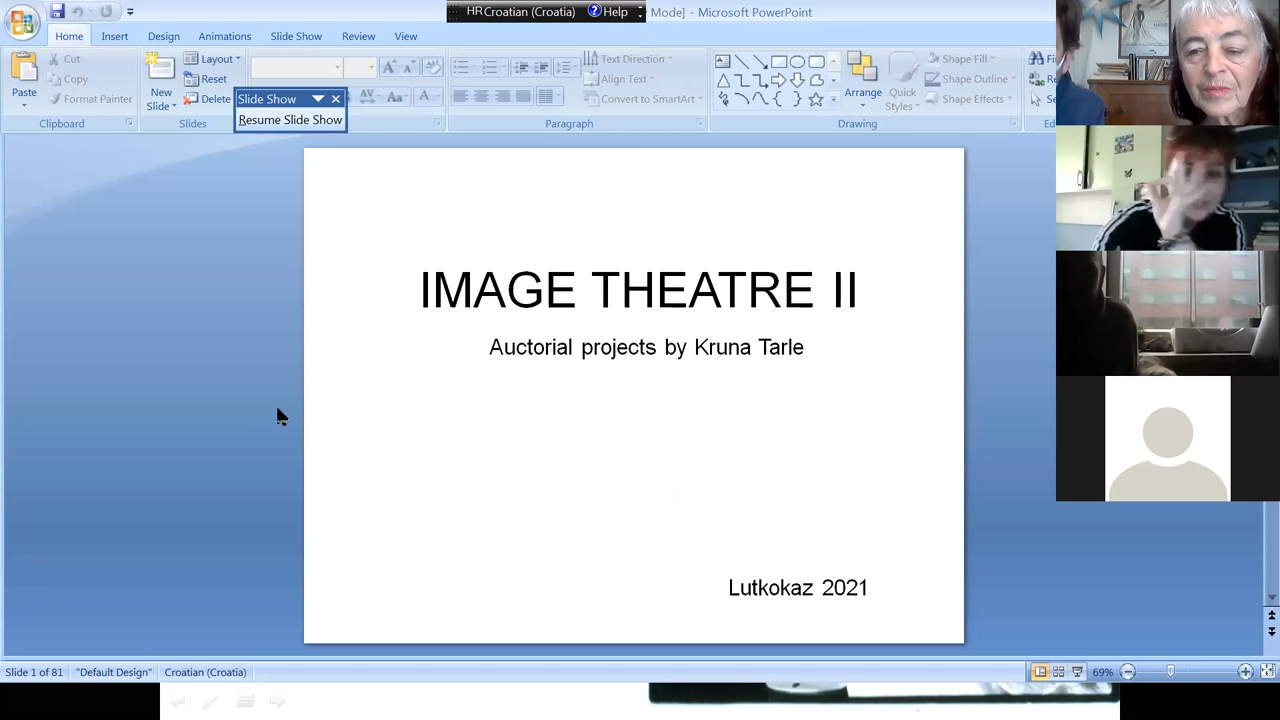 HR Croatian (Croatia) Help Mode] - Microsoft PowerPoint
Home Insert Design Animations Slide Show Review View
Cut Layout Text Direction Shape Fill
Copy Reset Align Text Shape Outline
Paste Format Painter New Slide Delete Aa A Convert to SmartArt Arrange Quick Styles Shape Effects
Slide Show
Resume Slide Show
Clipboard Slides Paragraph Drawing
IMAGE THEATRE II
Auctorial projects by Kruna Tarle
Lutkokaz 2021
Slide 1 of 81 "Default Design" Croatian (Croatia) 69%